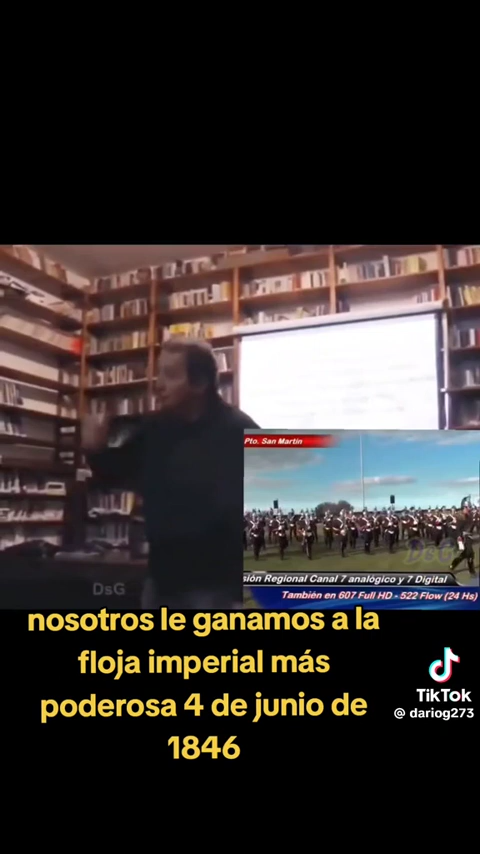 Pto. San Martín
DsG
DsG
sión Regional Canal 7 analógico y 7 Digital
También en 607 Full HD - 522 Flow (24 Hs)
nosotros le ganamos a la
floja imperial más
poderosa 4 de junio de
1846
TikTok
@ dariog273